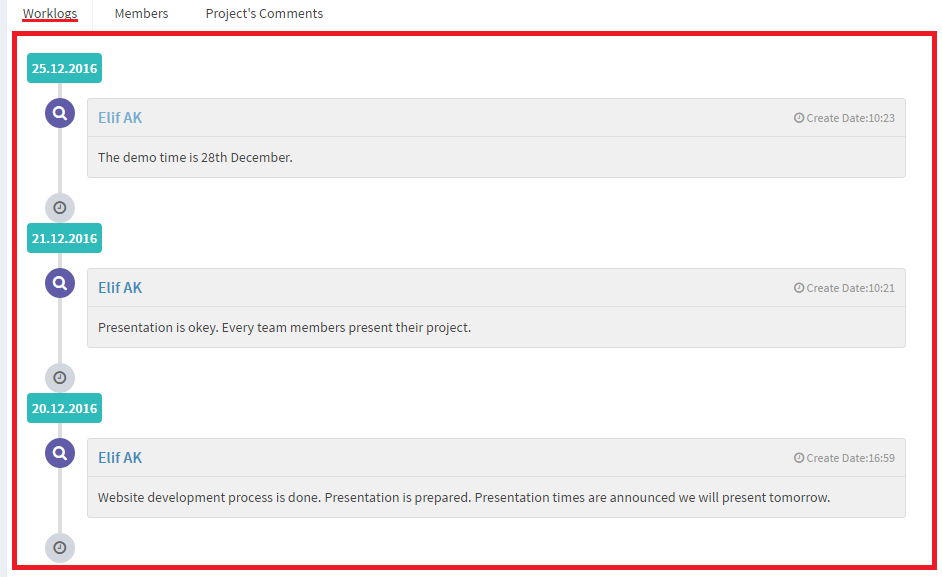 Worklogs Members Project's Comments
25.12.2016
Elif AK Create Date:10:23
The demo time is 28th December.
21.12.2016
Elif AK Create Date:10:21
Presentation is okey. Every team members present their project.
20.12.2016
Elif AK Create Date:16:59
Website development process is done. Presentation is prepared. Presentation times are announced we will present tomorrow.